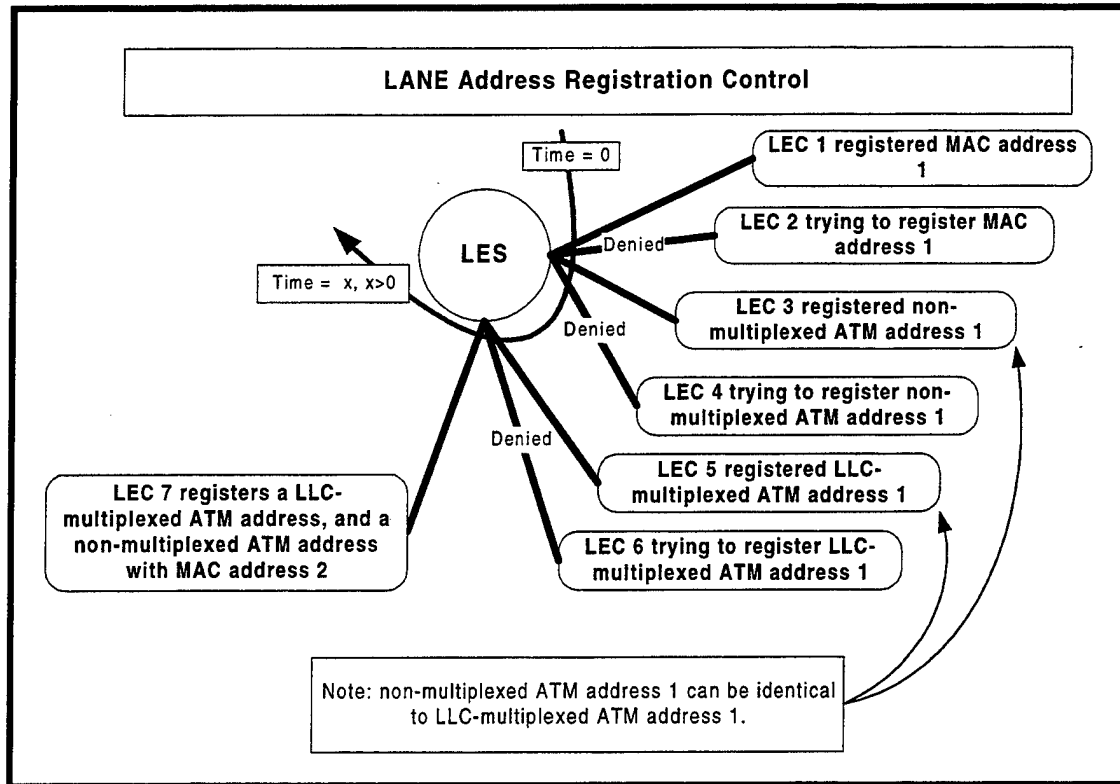 LANE Address Registration Control
Time = 0
LEC 1 registered MAC address
1
LEC 2 trying to register MAC
address 1
Denied
LES
Time = x, x>0
LEC 3 registered non-
multiplexed ATM address 1
Denied
LEC 4 trying to register non-
multiplexed ATM address 1
Denied
LEC 5 registered LLC-
multiplexed ATM address 1
LEC 6 trying to register LLC-
multiplexed ATM address 1
LEC 7 registers a LLC-
multiplexed ATM address, and a
non-multiplexed ATM address
with MAC address 2
Note: non-multiplexed ATM address 1 can be identical
to LLC-multiplexed ATM address 1.